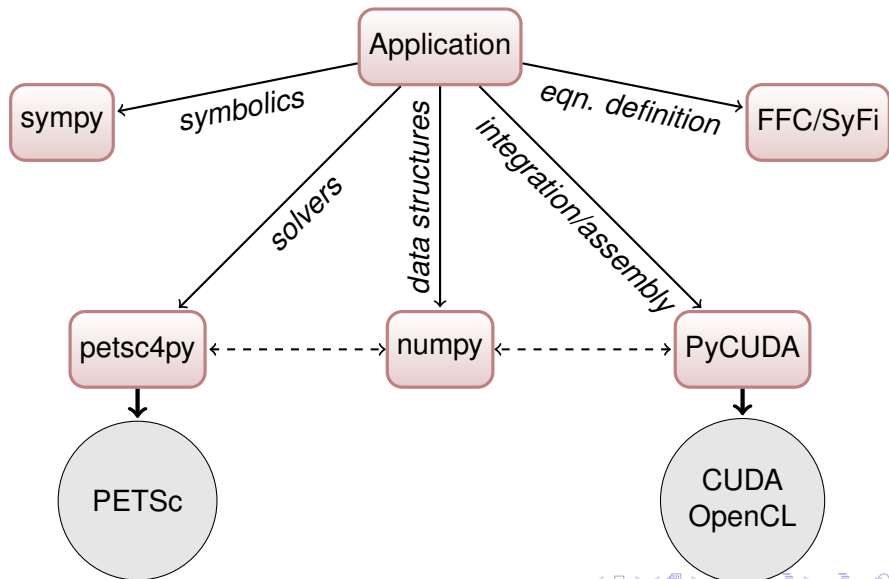 Application
sympy
symbolics
eqn. definition
FFC/SyFi
solvers
data structures
integration/assembly
petsc4py
numpy
PyCUDA
PETSc
CUDA
OpenCL